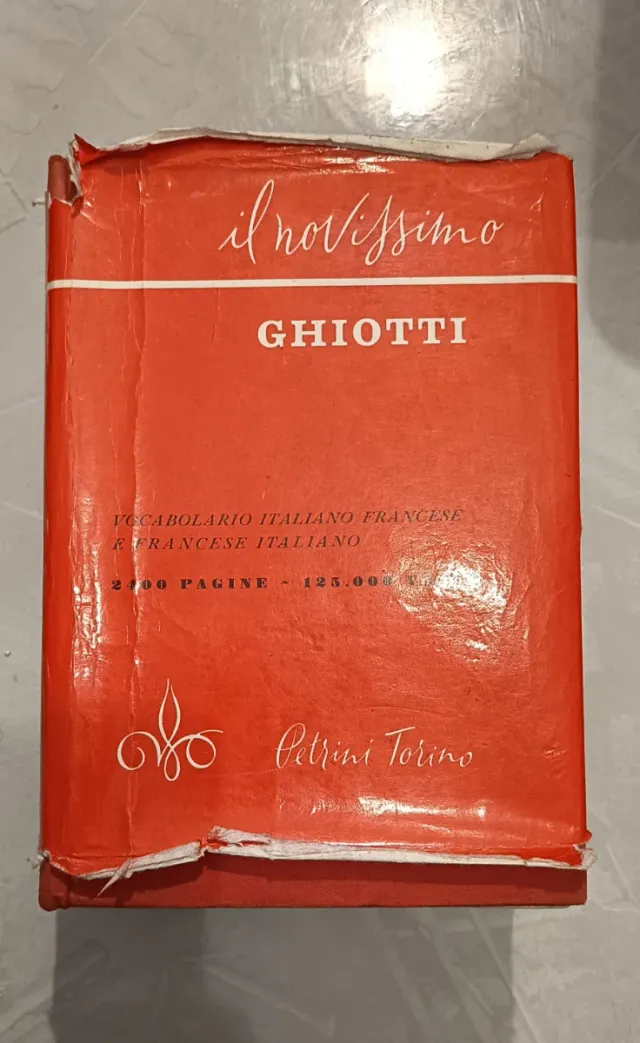 il novissimo
GHIOTTI
VOCABOLARIO ITALIANO FRANCESE
E FRANCESE ITALIANO
2400 PAGINE - 125.000
Petrini Torino